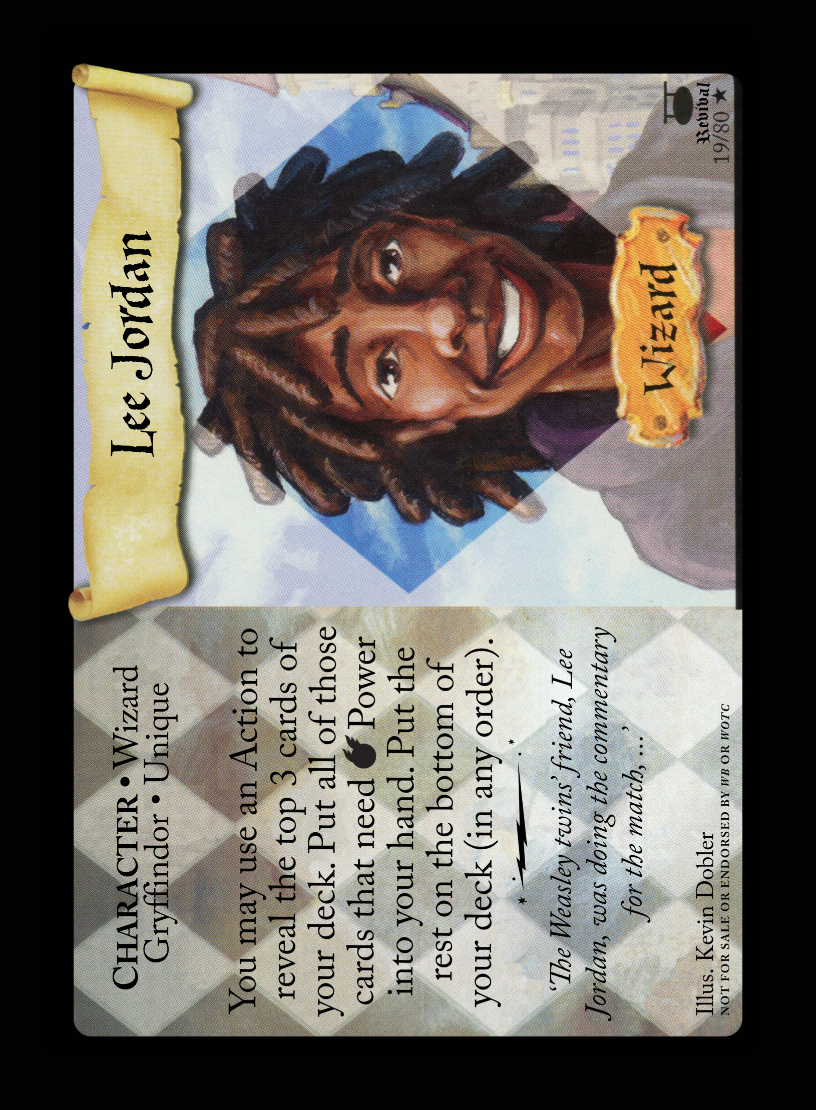 Lee Jordan
CHARACTER • Wizard
Gryffindor • Unique
You may use an Action to
reveal the top 3 cards of
your deck. Put all of those
cards that need Power
into your hand. Put the
rest on the bottom of
your deck (in any order).
‘The Weasley twins’ friend, Lee
Jordan, was doing the commentary
for the match, ...’
Illus. Kevin Dobler
NOT FOR SALE OR ENDORSED BY WB OR WOTC
Wizard
Revival
19/80 ★